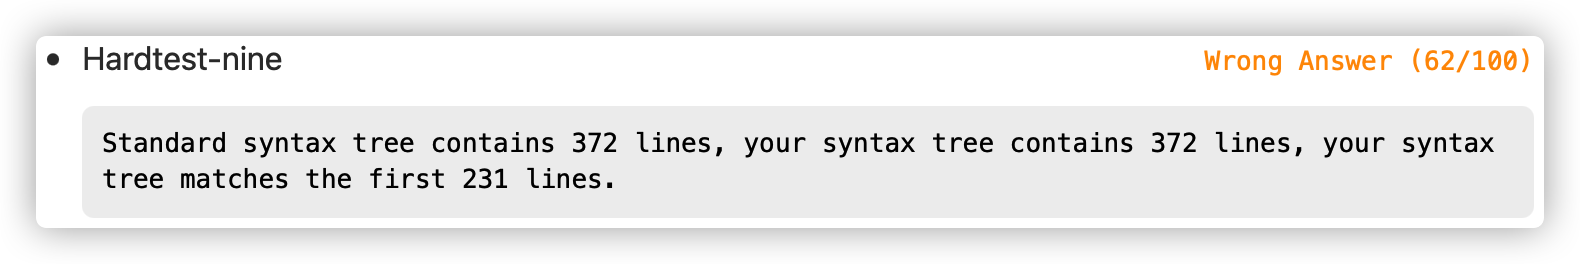 Hardtest-nine
Wrong Answer (62/100)
Standard syntax tree contains 372 lines, your syntax tree contains 372 lines, your syntax
tree matches the first 231 lines.